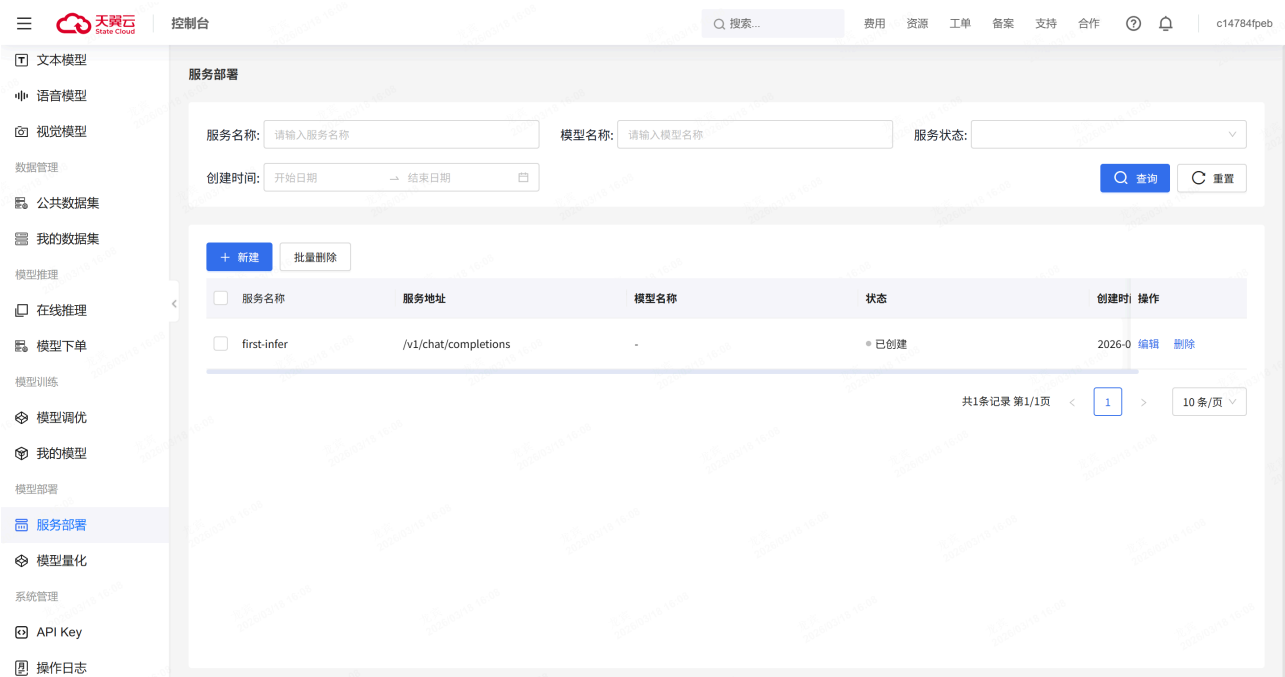 天翼云
State Cloud
控制台
搜索...
费用
资源
工单
备案
支持
合作
c14784fpeb
文本模型
语音模型
视觉模型
数据管理
公共数据集
我的数据集
模型推理
在线推理
模型下单
模型训练
模型调优
我的模型
模型部署
服务部署
模型量化
系统管理
API Key
操作日志
服务部署
服务名称: 请输入服务名称
模型名称: 请输入模型名称
服务状态:
创建时间: 开始日期 → 结束日期
查询
重置
+ 新建
批量删除
服务名称 服务地址 模型名称 状态 创建时 操作
first-infer /v1/chat/completions - 已创建 2026-0 编辑 删除
共1条记录 第1/1页 < 1 > 10 条/页